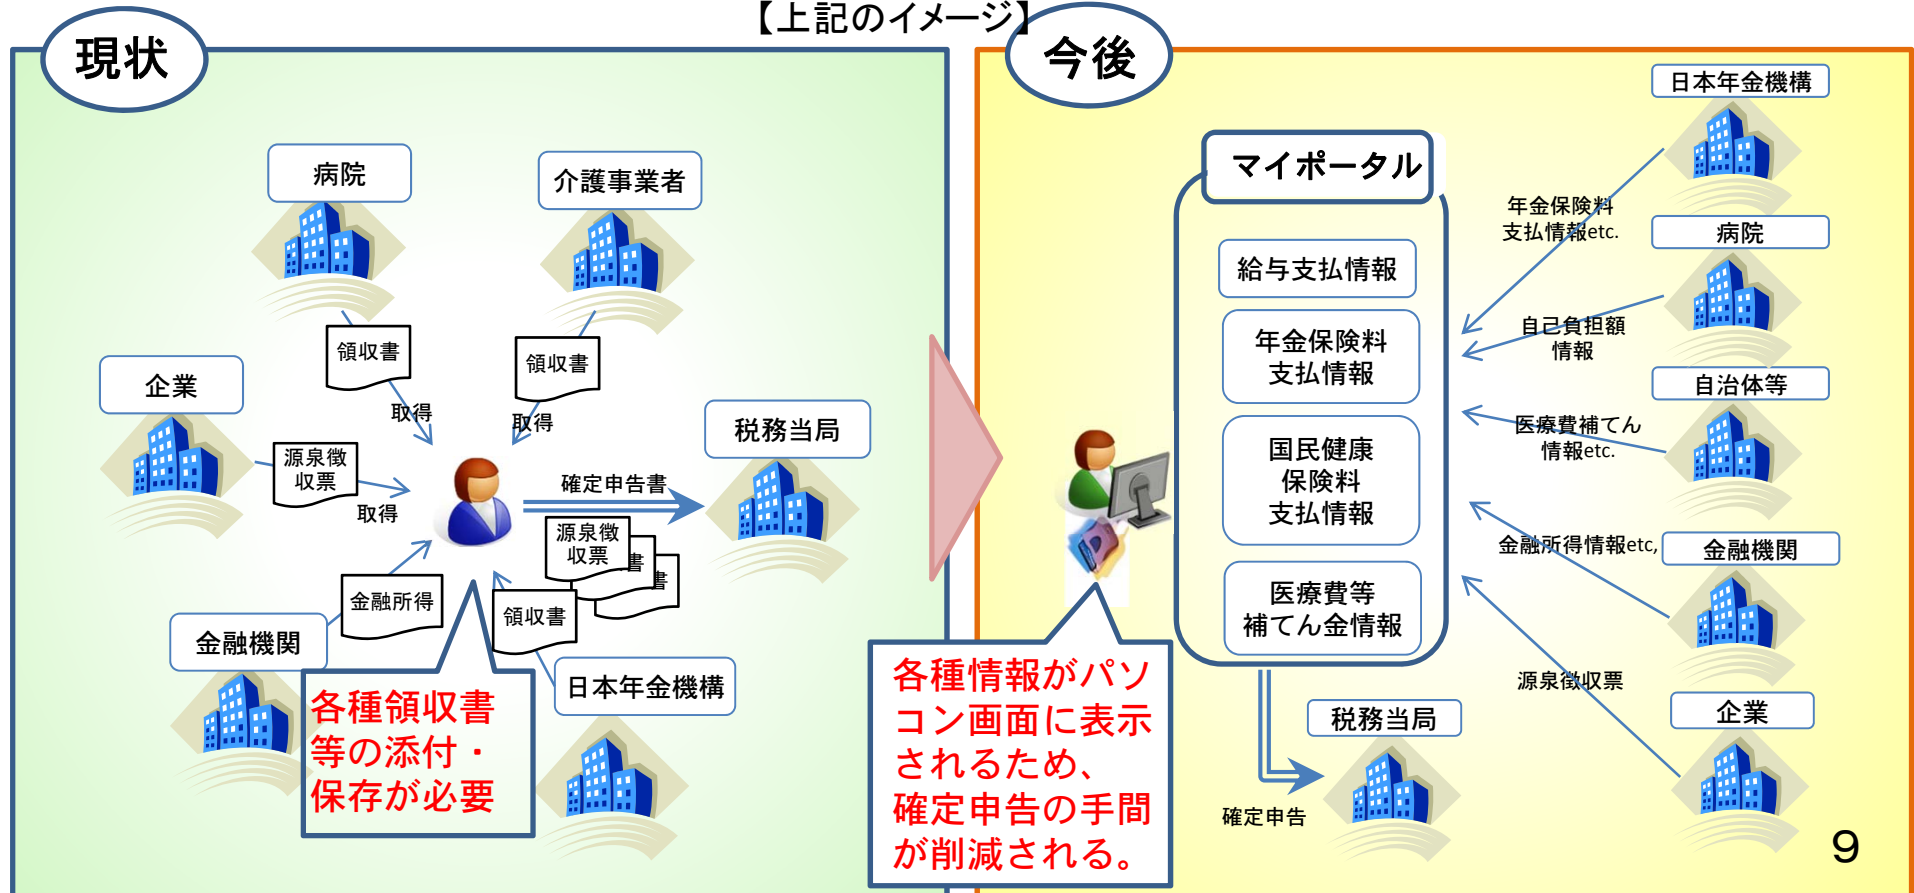 【上記のイメージ】
現状
病院
介護事業者
領収書
取得
領収書
取得
企業
源泉徴
収票
取得
税務当局
確定申告書
源泉徴
収票
書
書
金融所得
金融機関
領収書
日本年金機構
各種領収書
等の添付・
保存が必要
今後
マイポータル
給与支払情報
年金保険料
支払情報
国民健康
保険料
支払情報
医療費等
補てん金情報
日本年金機構
年金保険料
支払情報etc.
病院
自己負担額
情報
自治体等
医療費補てん
情報etc.
金融機関
金融所得情報etc,
企業
源泉徴収票
税務当局
確定申告
各種情報がパソ
コン画面に表示
されるため、
確定申告の手間
が削減される。
9